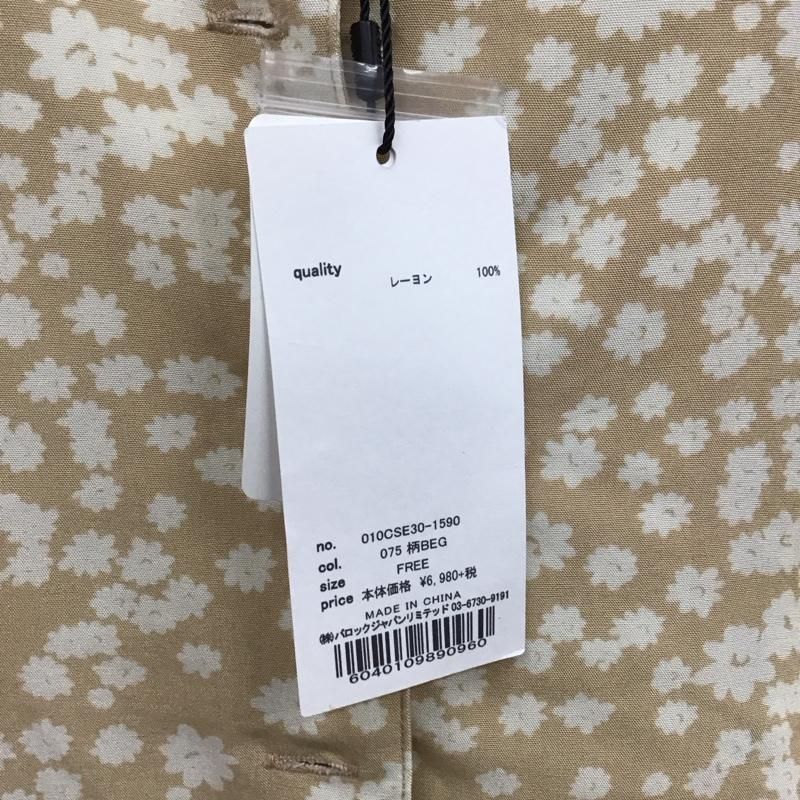 quality レーヨン 100%
no. 010CSE30-1590
col. 075 柄BEG
size FREE
price 本体価格 ¥6,980+税
MADE IN CHINA
㈱バロックジャパンリミテッド 03-6730-9191
6040109890960